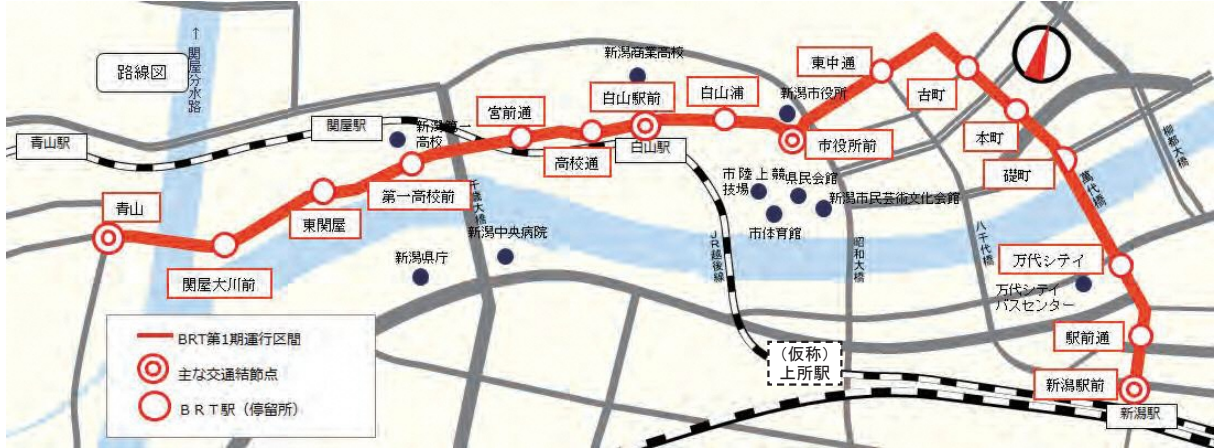 路線図
↑関屋分水路
青山駅
関屋駅
新潟第一
高校
新潟商業高校
宮前通
白山駅前
白山浦
新潟市役所
東中通
古町
本町
礎町
柳都大橋
萬代橋
市役所前
高校通
白山駅
第一高校前
東関屋
青山
関屋大川前
千歳大橋
新潟中央病院
新潟県庁
市陸上競
技場
県民会館
新潟市民芸術文化会館
市体育館
JR越後線
昭和大橋
八千代橋
万代シテイ
万代シテイ
バスセンター
駅前通
新潟駅前
新潟駅
(仮称)
上所駅
BRT第1期運行区間
主な交通結節点
BRT駅(停留所)